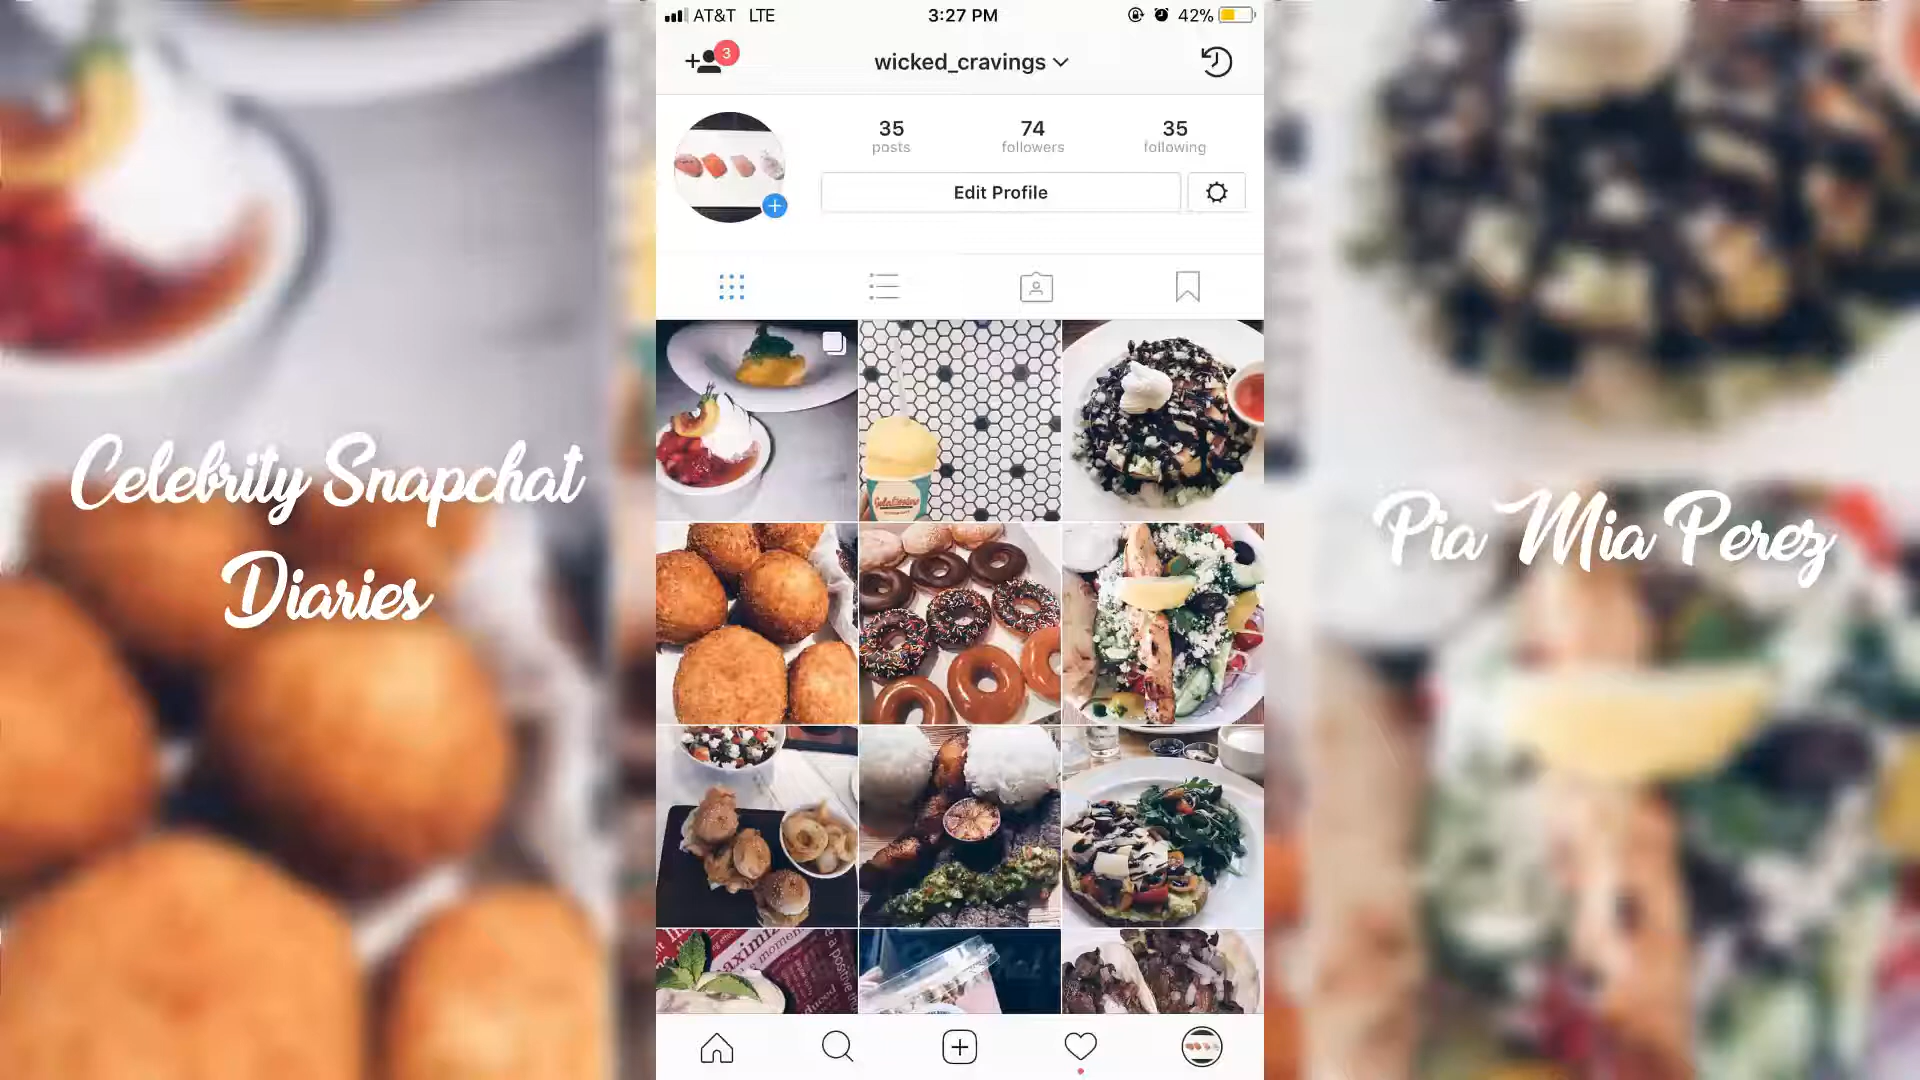 AT&T LTE 3:27 PM 42%
3 wicked_cravings
35 74 35
posts followers following
Edit Profile
Celebrity Snapchat
Diaries
Pia Mia Perez